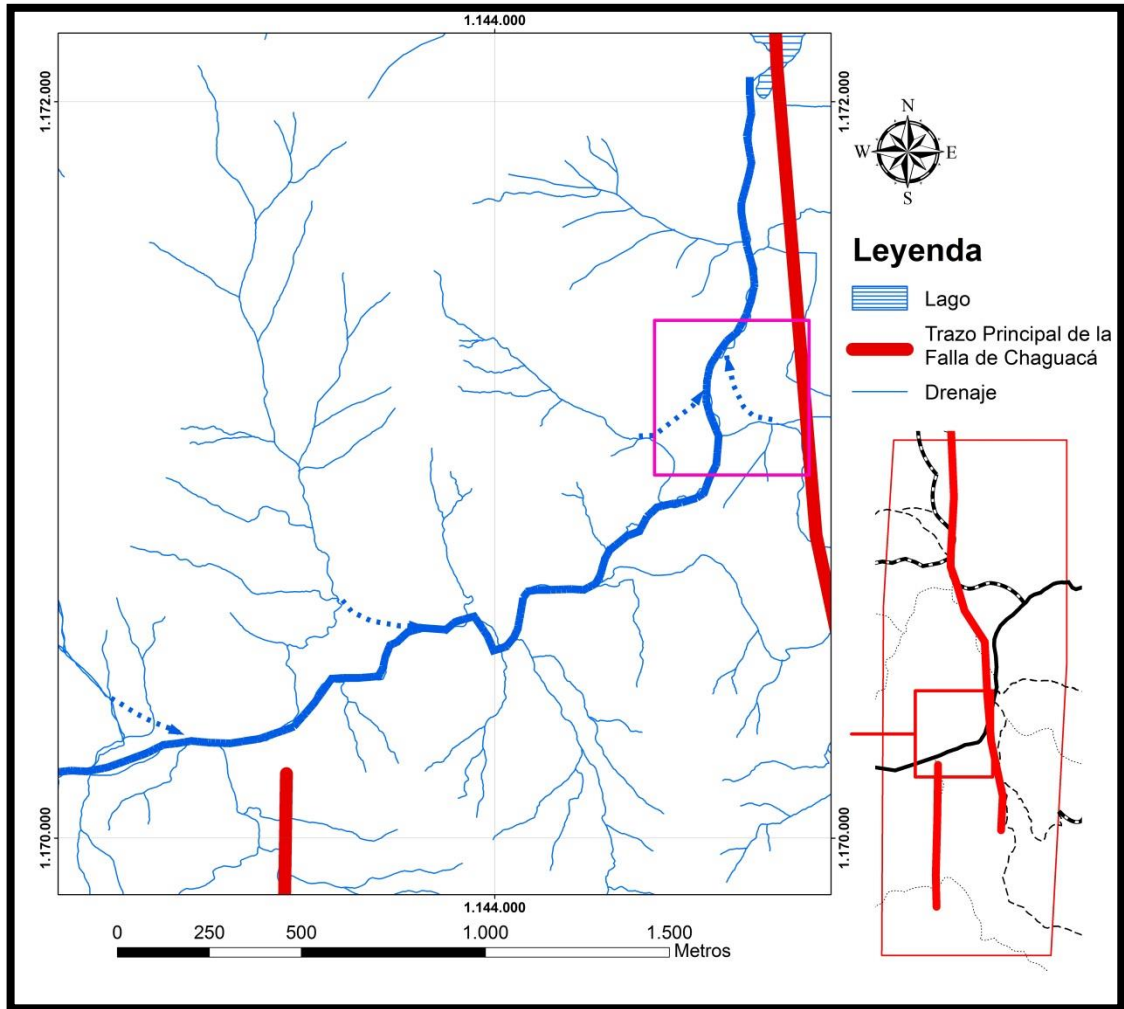 1.144.000
1.172.000
1.172.000
N
W
E
S
Leyenda
Lago
Trazo Principal de la
Falla de Chaguacá
Drenaje
1.170.000
1.170.000
1.144.000
0 250 500 1.000 1.500
Metros